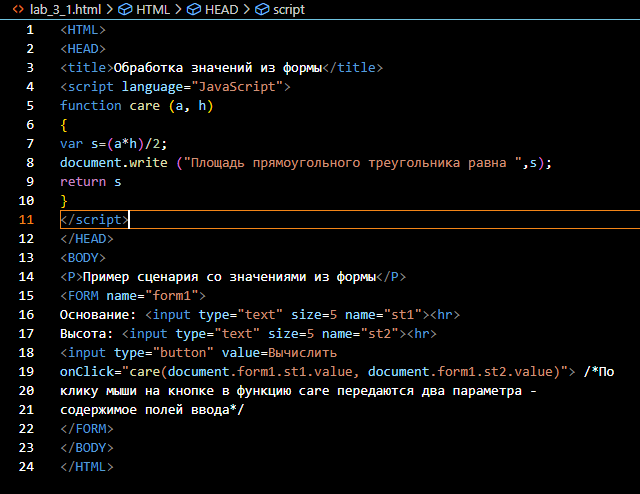 lab_3_1.html > HTML > HEAD > script
1 <HTML>
2 <HEAD>
3 <title>Обработка значений из формы</title>
4 <script language="JavaScript">
5 function care (a, h)
6 {
7 var s=(a*h)/2;
8 document.write ("Площадь прямоугольного треугольника равна ",s);
9 return s
10 }
11 </script>
12 </HEAD>
13 <BODY>
14 <P>Пример сценария со значениями из формы</P>
15 <FORM name="form1">
16 Основание: <input type="text" size=5 name="st1"><hr>
17 Высота: <input type="text" size=5 name="st2"><hr>
18 <input type="button" value=Вычислить
19 onClick="care(document.form1.st1.value, document.form1.st2.value)"> /*По
20 клику мыши на кнопке в функцию care передаются два параметра -
21 содержимое полей ввода*/
22 </FORM>
23 </BODY>
24 </HTML>